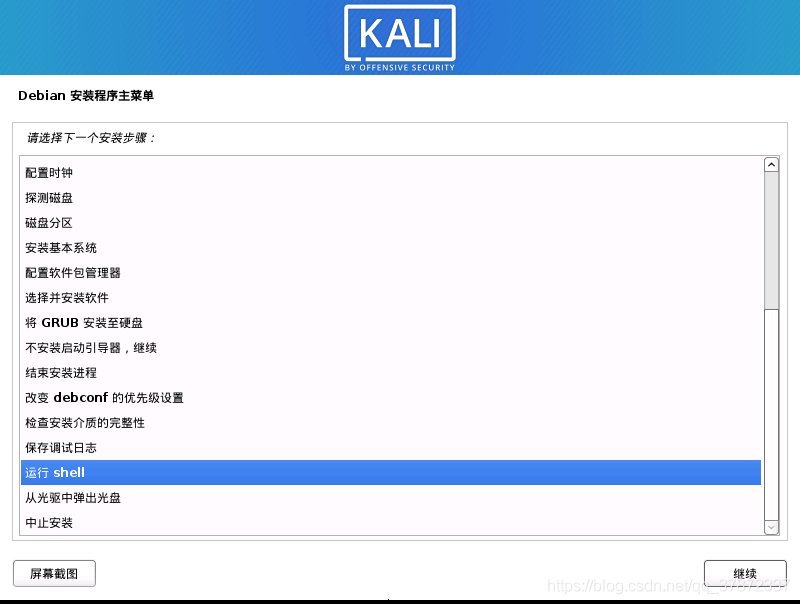 KALI
BY OFFENSIVE SECURITY
Debian 安装程序主菜单
请选择下一个安装步骤：
配置时钟
探测磁盘
磁盘分区
安装基本系统
配置软件包管理器
选择并安装软件
将 GRUB 安装至硬盘
不安装启动引导器，继续
结束安装进程
改变 debconf 的优先级设置
检查安装介质的完整性
保存调试日志
运行 shell
从光驱中弹出光盘
中止安装
屏幕截图
继续